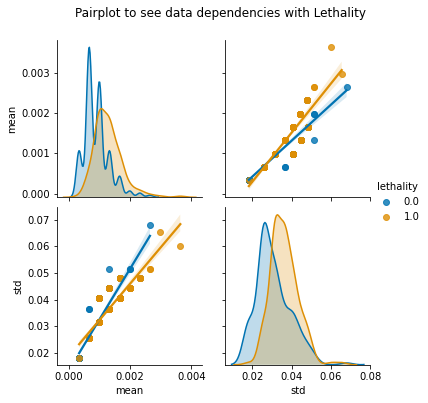 Pairplot to see data dependencies with Lethality
0.003
0.002
0.001
0.000
mean
lethality
0.0
1.0
0.07
0.06
0.05
0.04
0.03
0.02
std
0.000 0.002 0.004
mean
0.02 0.04 0.06 0.08
std